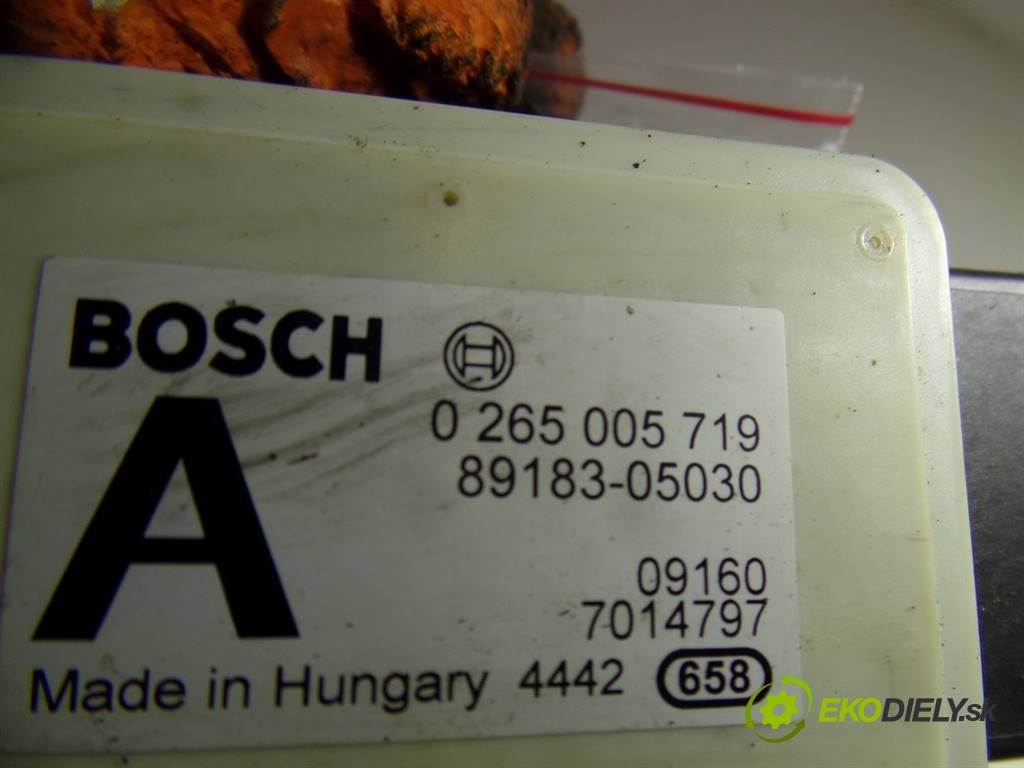 BOSCH
A
0 265 005 719
89183-05030
09160
7014797
Made in Hungary 4442 658
EKODIELY.sk